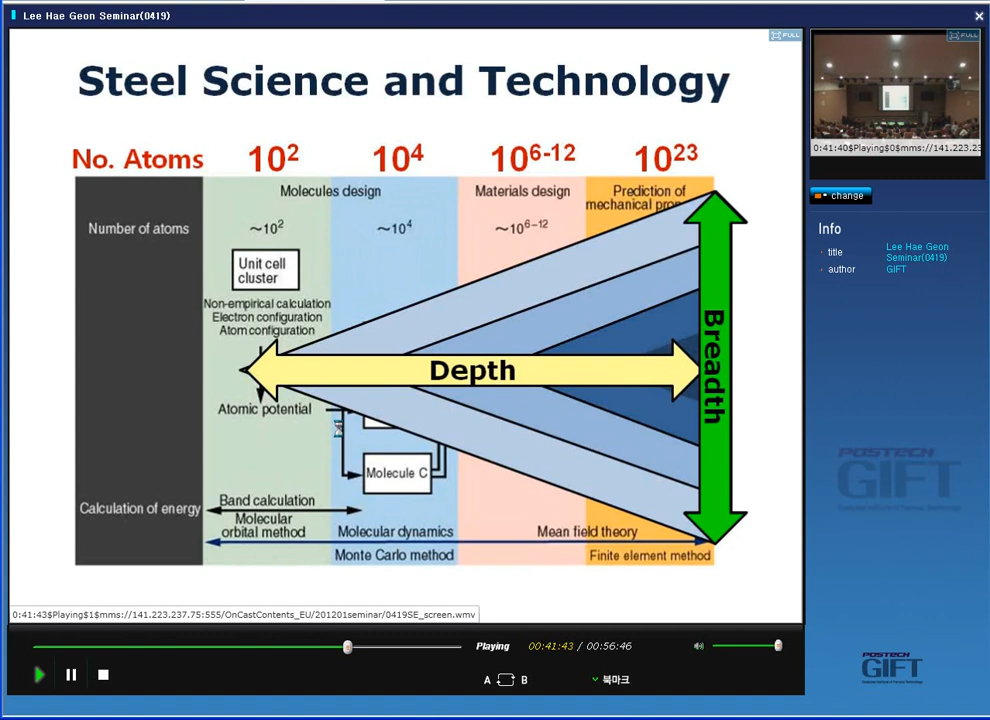 Lee Hae Geon Seminar(0419)
FULL
Steel Science and Technology
No. Atoms 10² 10⁴ 10⁶⁻¹² 10²³
Molecules design
Materials design
Prediction of
Number of atoms
~10²
~10⁴
~10⁶⁻¹²
Unit cell
cluster
Non-empirical calculation
Electron configuration
Atom configuration
Depth
Breadth
Atomic potential
Molecule C
Calculation of energy
Band calculation
Molecular
orbital method
Molecular dynamics
Mean field theory
Monte Carlo method
Finite element method
0:41:43$Playing$1$mms://141.223.237.75:555/OnCastContents_EU/201201seminar/0419SE_screen.wmv
Playing 00:41:43 / 00:56:46
A B
북마크
FULL
0:41:40$Playing$0$mms://141.223.23
change
Info
title
Lee Hae Geon
Seminar(0419)
author
GIFT
POSTECH
GIFT
POSTECH
GIFT